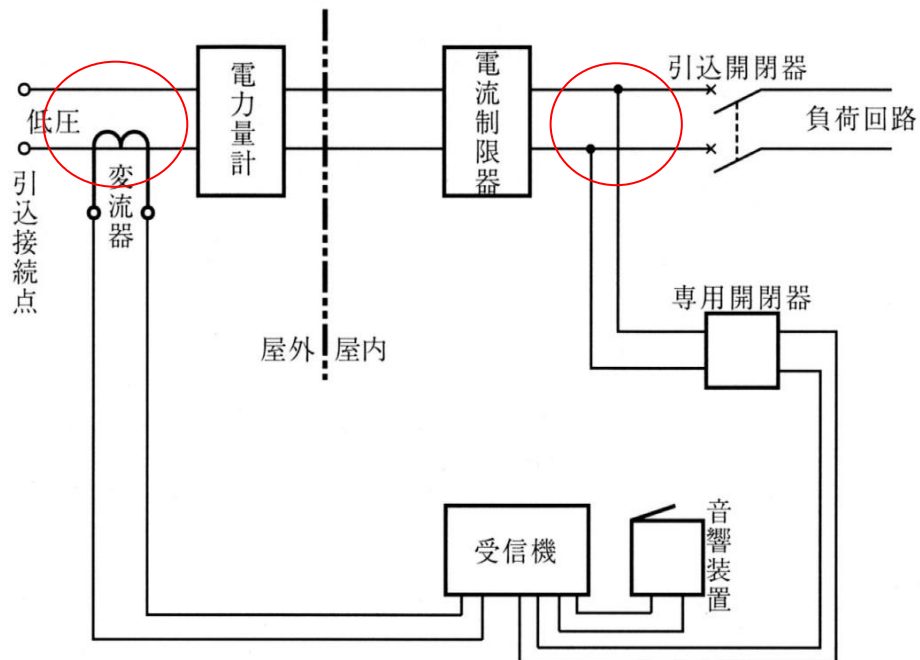 電力量計
電流制限器
引込開閉器
低圧
負荷回路
変流器
引込接続点
専用開閉器
屋外
屋内
受信機
音響装置